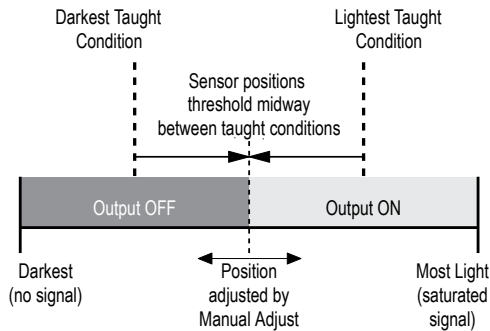 Darkest Taught
Condition
Lightest Taught
Condition
Sensor positions
threshold midway
between taught conditions
Output OFF
Output ON
Darkest
(no signal)
Position
adjusted by
Manual Adjust
Most Light
(saturated
signal)